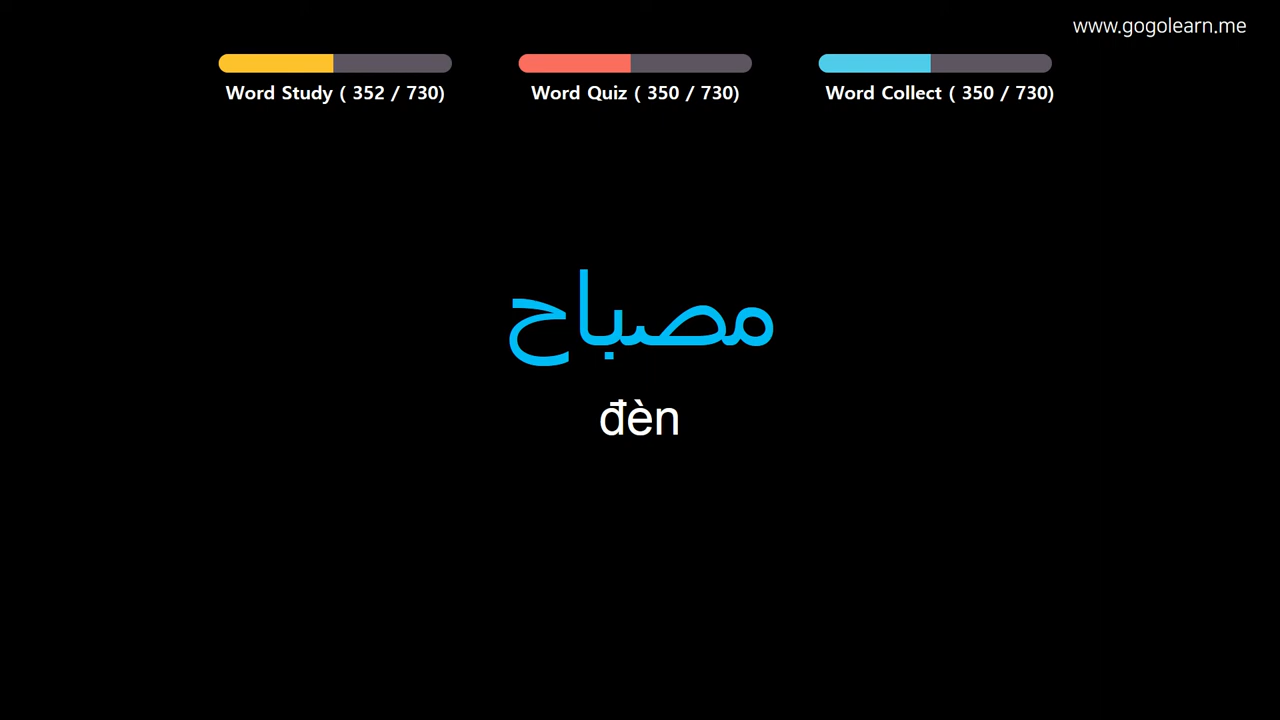 www.gogolearn.me
Word Study ( 352 / 730)
Word Quiz ( 350 / 730)
Word Collect ( 350 / 730)
مصباح
đèn